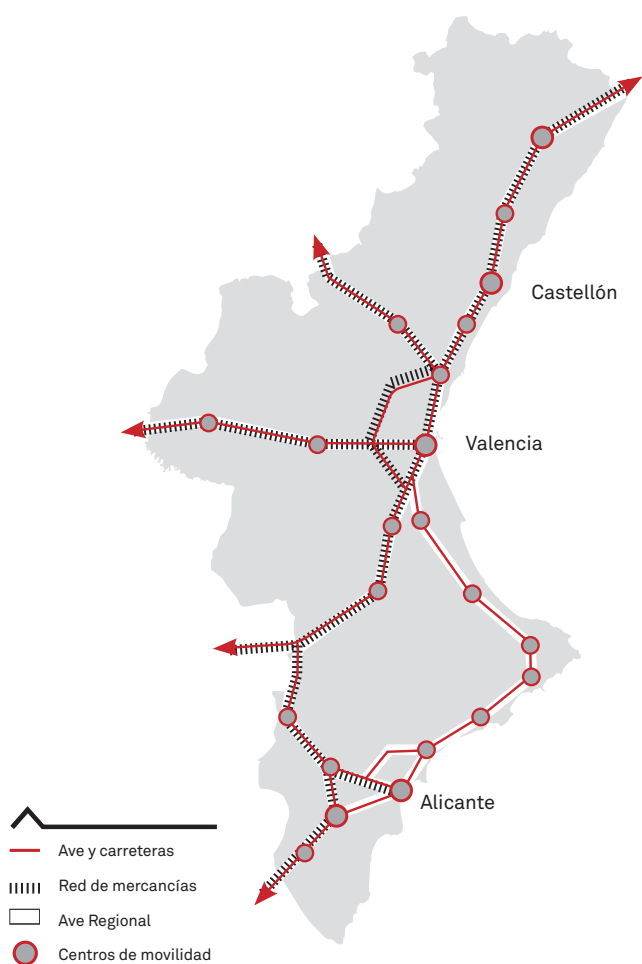 Castellón
Valencia
Alicante
Ave y carreteras
Red de mercancías
Ave Regional
Centros de movilidad